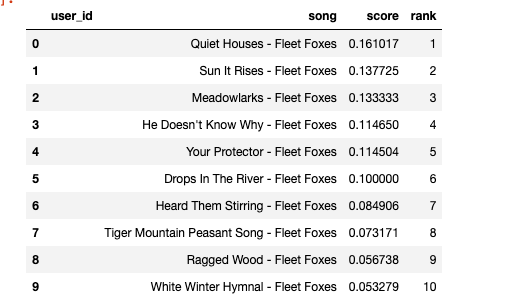 user_id song score rank
0 Quiet Houses - Fleet Foxes 0.161017 1
1 Sun It Rises - Fleet Foxes 0.137725 2
2 Meadowlarks - Fleet Foxes 0.133333 3
3 He Doesn't Know Why - Fleet Foxes 0.114650 4
4 Your Protector - Fleet Foxes 0.114504 5
5 Drops In The River - Fleet Foxes 0.100000 6
6 Heard Them Stirring - Fleet Foxes 0.084906 7
7 Tiger Mountain Peasant Song - Fleet Foxes 0.073171 8
8 Ragged Wood - Fleet Foxes 0.056738 9
9 White Winter Hymnal - Fleet Foxes 0.053279 10